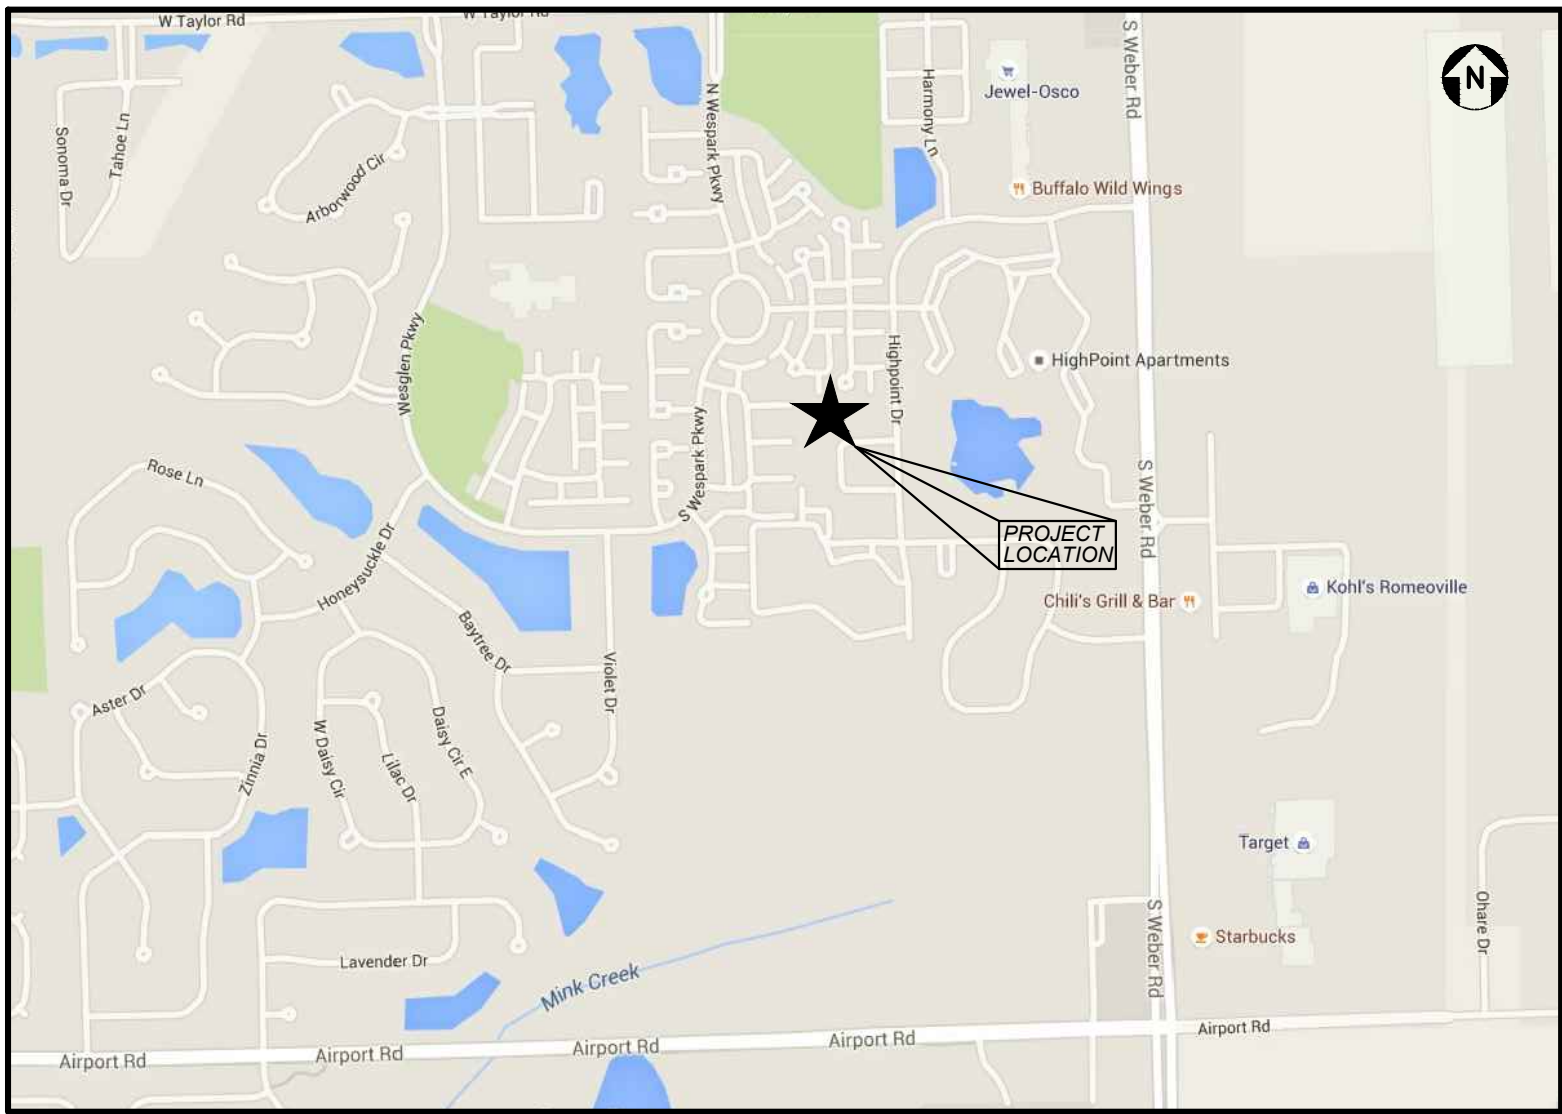 W Taylor Rd
W Taylor Rd
S Weber Rd
N
Jewel-Osco
Harmony Ln
N Wespark Pkwy
Tahoe Ln
Sonoma Dr
Arborwood Cir
Buffalo Wild Wings
Wesglen Pkwy
Highpoint Dr
HighPoint Apartments
S Wespark Pkwy
Rose Ln
S Weber Rd
Honeysuckle Dr
PROJECT
LOCATION
Kohl's Romeoville
Chili's Grill & Bar
Baytree Dr
Violet Dr
Aster Dr
Zinnia Dr
W Daisy Cir
Lilac Dr
Daisy Cir E
Target
Ohare Dr
S Weber Rd
Starbucks
Lavender Dr
Mink Creek
Airport Rd
Airport Rd
Airport Rd
Airport Rd
Airport Rd